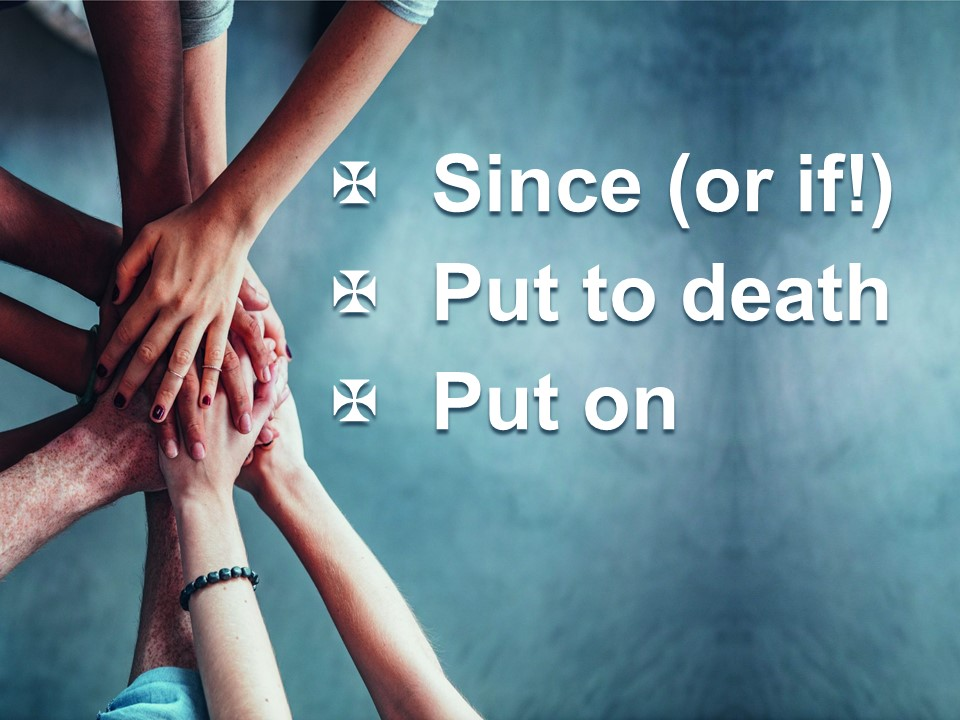 ✠ Since (or if!)
✠ Put to death
✠ Put on